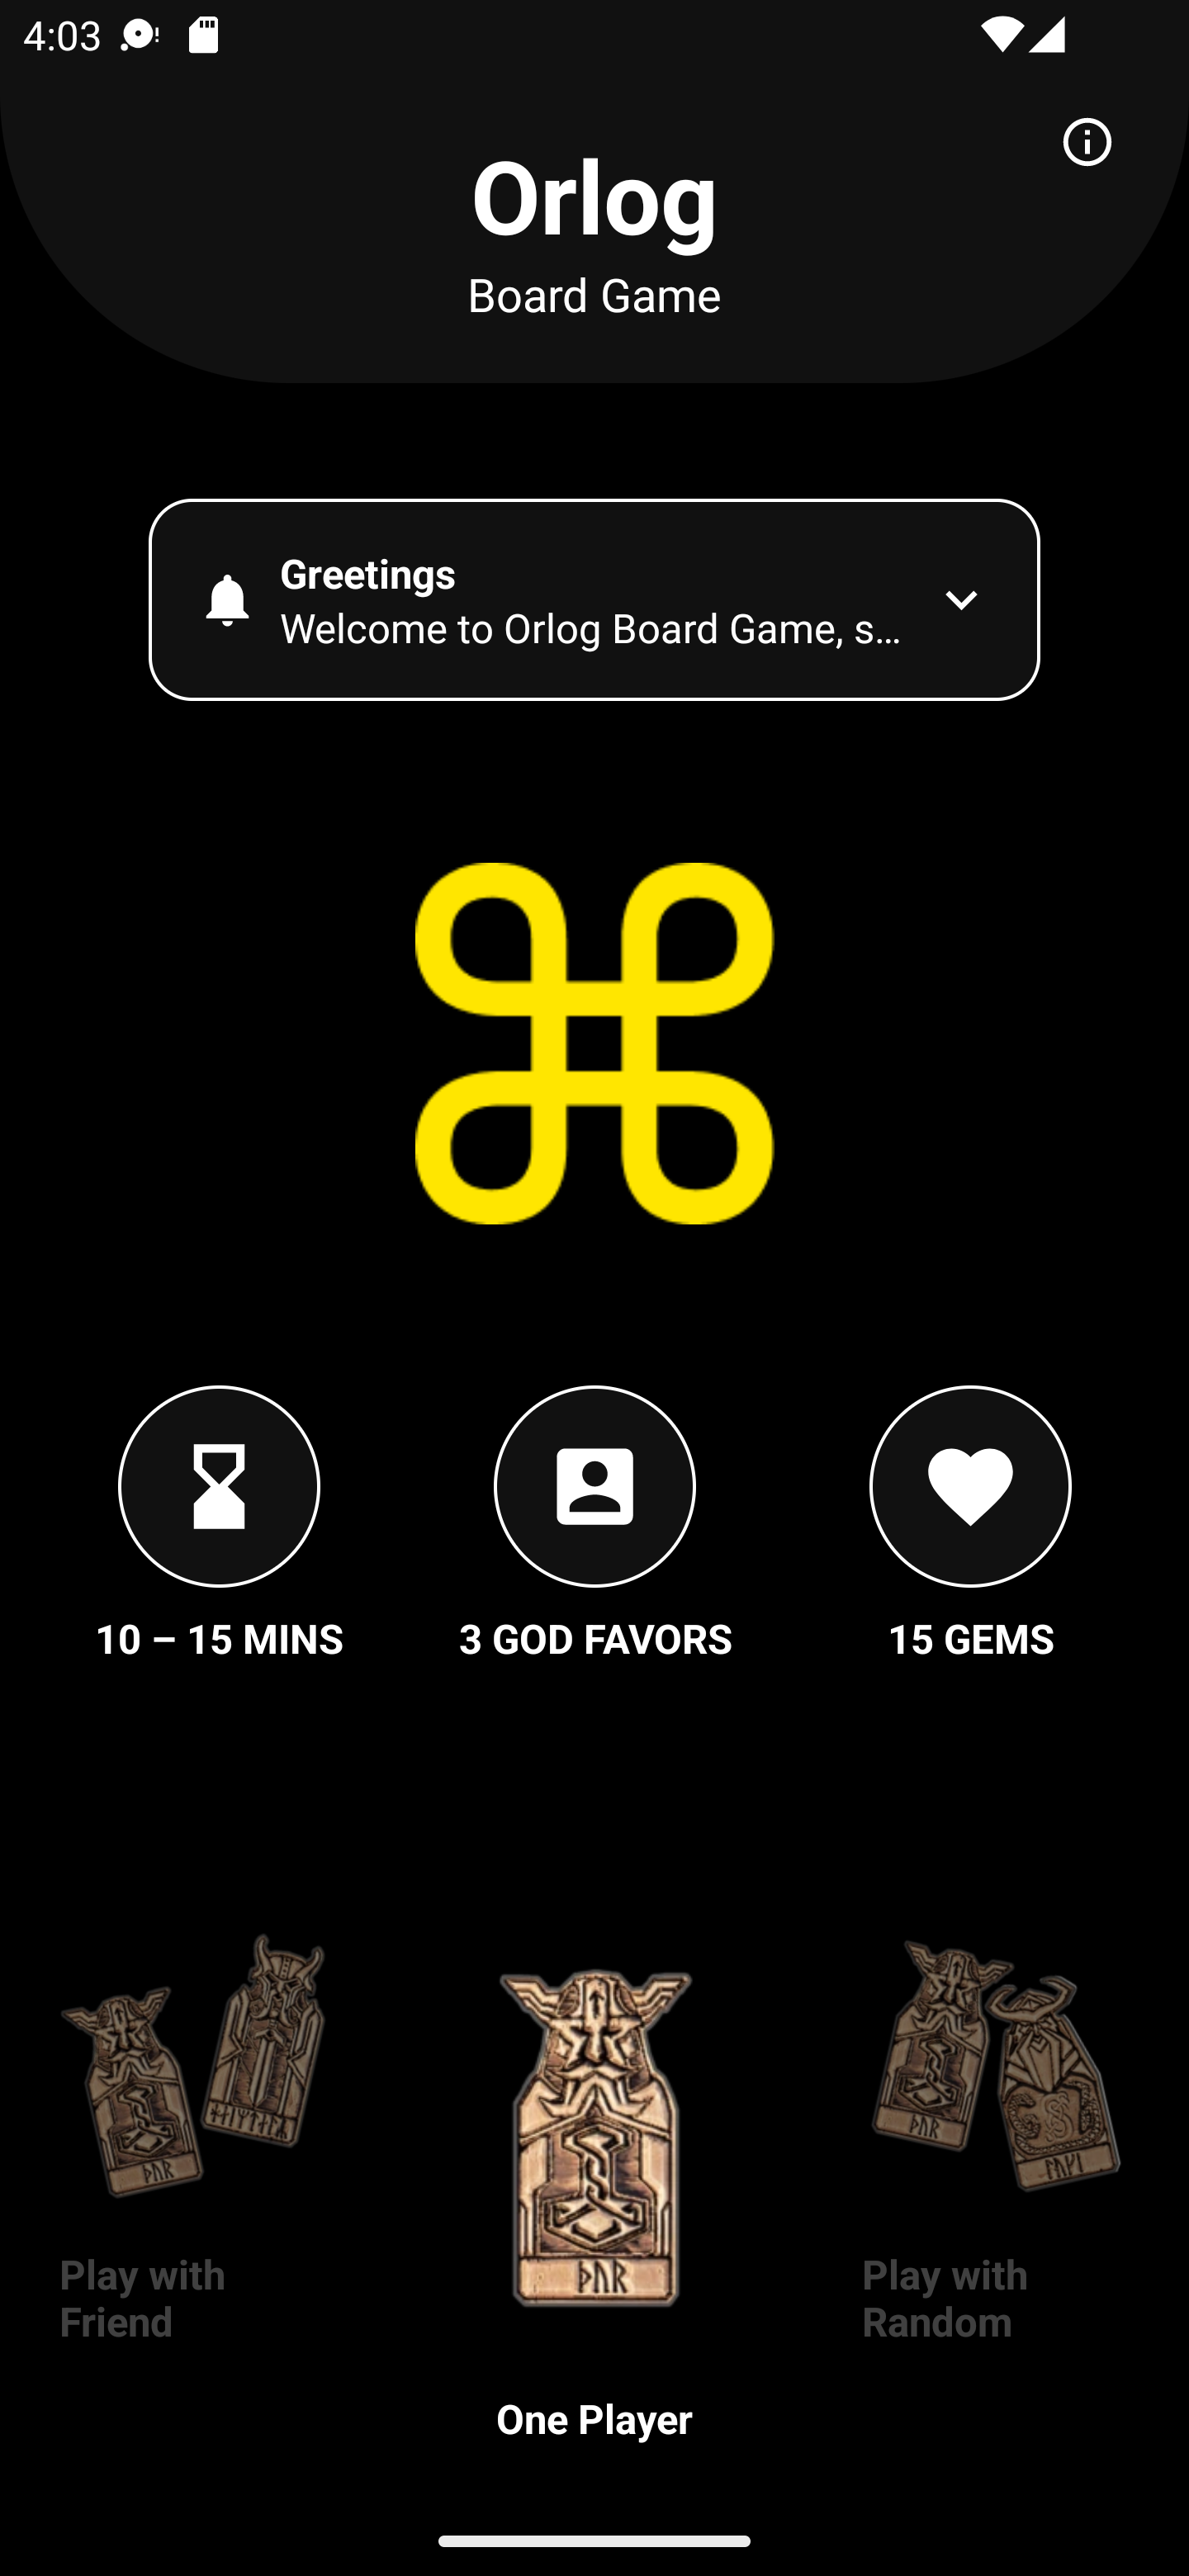 4:03
Orlog
Board Game
Greetings
Welcome to Orlog Board Game, s...
10 – 15 MINS
3 GOD FAVORS
15 GEMS
ᚦᚢᚱ
Play with
Friend
Play with
Random
One Player